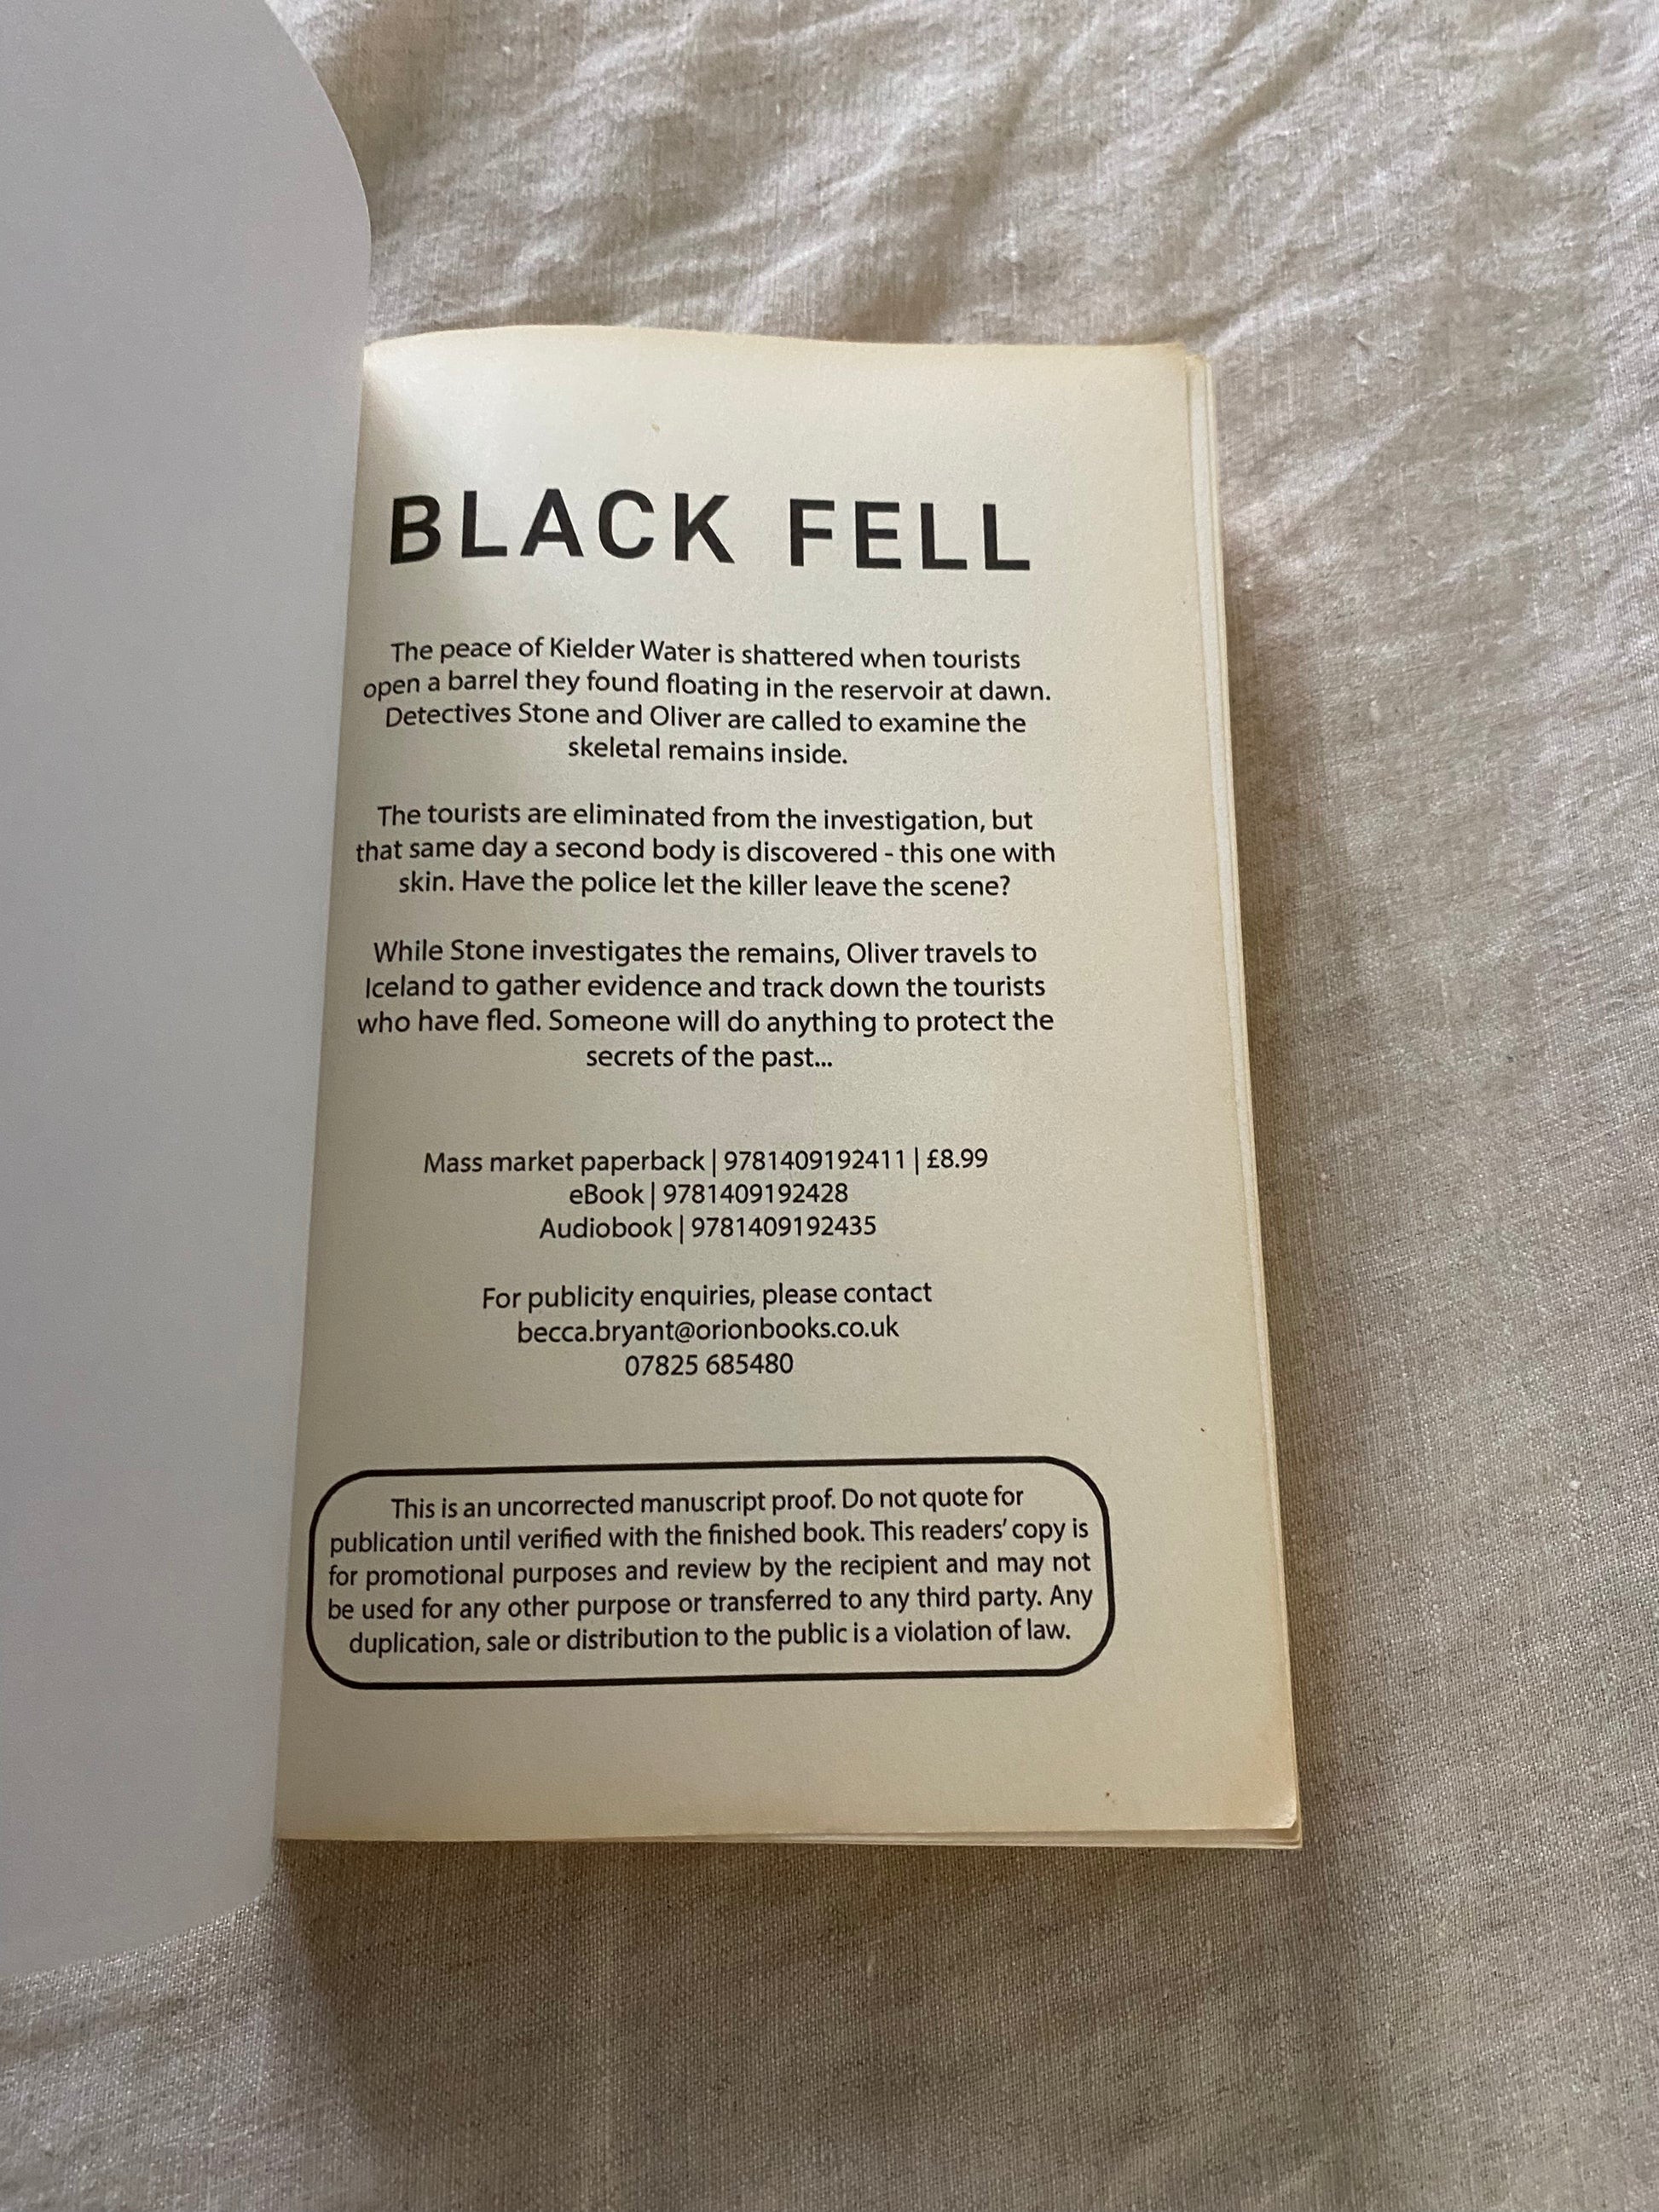 BLACK FELL
The peace of Kielder Water is shattered when tourists
open a barrel they found floating in the reservoir at dawn.
Detectives Stone and Oliver are called to examine the
skeletal remains inside.
The tourists are eliminated from the investigation, but
that same day a second body is discovered - this one with
skin. Have the police let the killer leave the scene?
While Stone investigates the remains, Oliver travels to
Iceland to gather evidence and track down the tourists
who have fled. Someone will do anything to protect the
secrets of the past...
Mass market paperback | 9781409192411 | £8.99
eBook | 9781409192428
Audiobook | 9781409192435
For publicity enquiries, please contact
becca.bryant@orionbooks.co.uk
07825 685480
This is an uncorrected manuscript proof. Do not quote for
publication until verified with the finished book. This readers’ copy is
for promotional purposes and review by the recipient and may not
be used for any other purpose or transferred to any third party. Any
duplication, sale or distribution to the public is a violation of law.